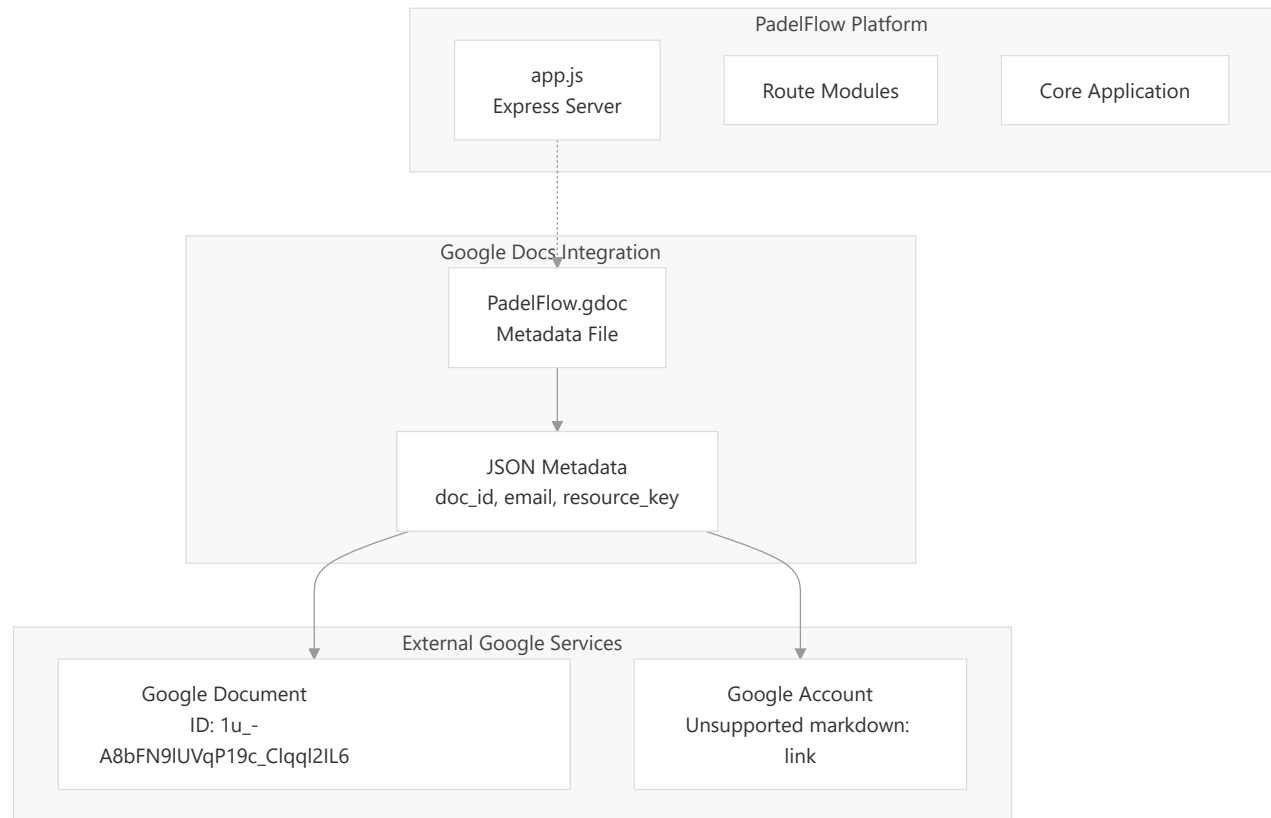 PadelFlow Platform
app.js
Express Server
Route Modules
Core Application
Google Docs Integration
PadelFlow.gdoc
Metadata File
JSON Metadata
doc_id, email, resource_key
External Google Services
Google Document
ID: 1u_-
A8bFN9lUVqP19c_Clqql2IL6
Google Account
Unsupported markdown:
link